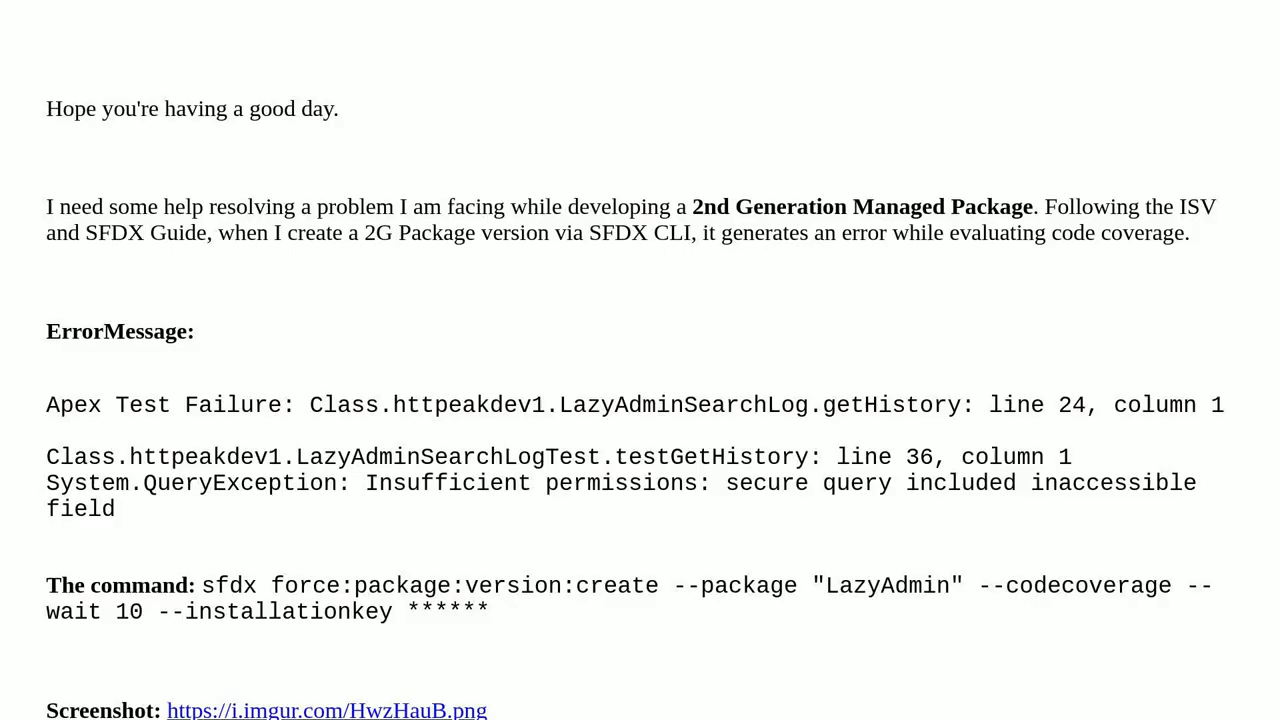 Hope you're having a good day.
I need some help resolving a problem I am facing while developing a 2nd Generation Managed Package. Following the ISV
and SFDX Guide, when I create a 2G Package version via SFDX CLI, it generates an error while evaluating code coverage.
ErrorMessage:
Apex Test Failure: Class.httpeakdev1.LazyAdminSearchLog.getHistory: line 24, column 1
Class.httpeakdev1.LazyAdminSearchLogTest.testGetHistory: line 36, column 1
System.QueryException: Insufficient permissions: secure query included inaccessible
field
The command: sfdx force:package:version:create --package "LazyAdmin" --codecoverage --
wait 10 --installationkey ******
Screenshot: https://i.imgur.com/HwzHauB.png